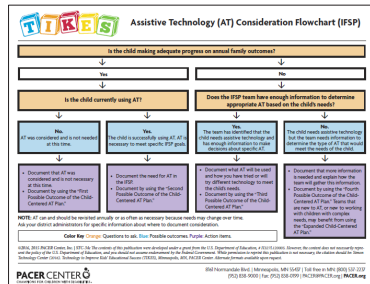 TIKES
Assistive Technology (AT) Consideration Flowchart (IFSP)
Is the child making adequate progress on annual family outcomes?
Yes
No
Is the child currently using AT?
Does the IFSP team have enough information to determine
appropriate AT based on the child's needs?
No.
AT was considered and is not needed
at this time.
Yes.
The child is successfully using AT. AT is
necessary to meet specific IFSP goals.
Yes.
The team has identified that the
child needs assistive technology and
has enough information to make
decisions about specific AT.
No.
The child needs assistive technology
but the team needs information to
determine the type of AT that would
meet the needs of the child.
• Document that AT was
considered and is not necessary
at this time.
• Document by using the "First
Possible Outcome of the Child-
Centered AT Plan."
• Document the need for AT in
the IFSP.
• Document by using the "Second
Possible Outcome of the Child-
Centered AT Plan."
• Document what AT will be used
and how you have tried or will
try different technology to meet
the child's needs.
• Document by using the "Third
Possible Outcome of the Child-
Centered AT Plan."
• Document that more information
is needed and explain how the
team will gather this information.
• Document by using the "Fourth
Possible Outcome of the Child-
Centered AT Plan." Teams that
are new to AT, or new to working
with children with complex
needs, may benefit from using
the "Expanded Child-Centered
AT Plan."
NOTE: AT can and should be revisited annually or as often as necessary because needs may change over time.
Ask your district administrators for specific information about where to document consideration.
Color Key Orange: Questions to ask. Blue: Possible outcomes. Purple: Action items.
PACER CENTER
8161 Normandale Blvd. | Minneapolis, MN 55437 | Toll free in MN: (800) 537-2237
(952) 838-9000 | Fax: (952) 838-0199 | PACER@PACER.org | PACER.org